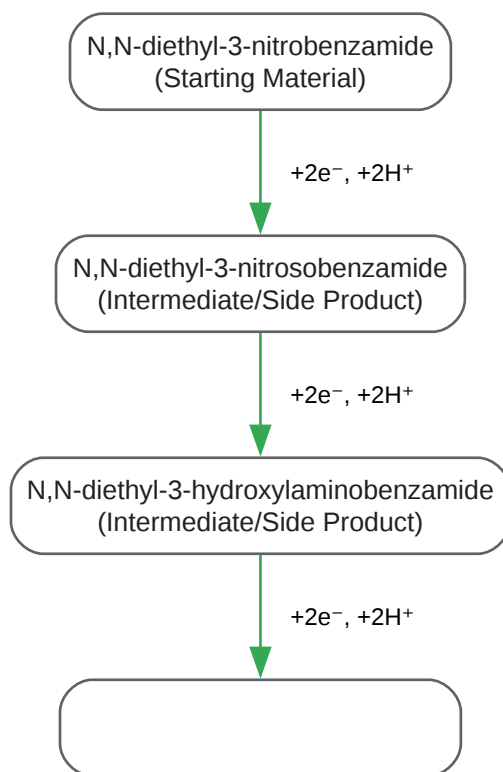 N,N-diethyl-3-nitrobenzamide
(Starting Material)
+2e⁻, +2H⁺
N,N-diethyl-3-nitrosobenzamide
(Intermediate/Side Product)
+2e⁻, +2H⁺
N,N-diethyl-3-hydroxylaminobenzamide
(Intermediate/Side Product)
+2e⁻, +2H⁺